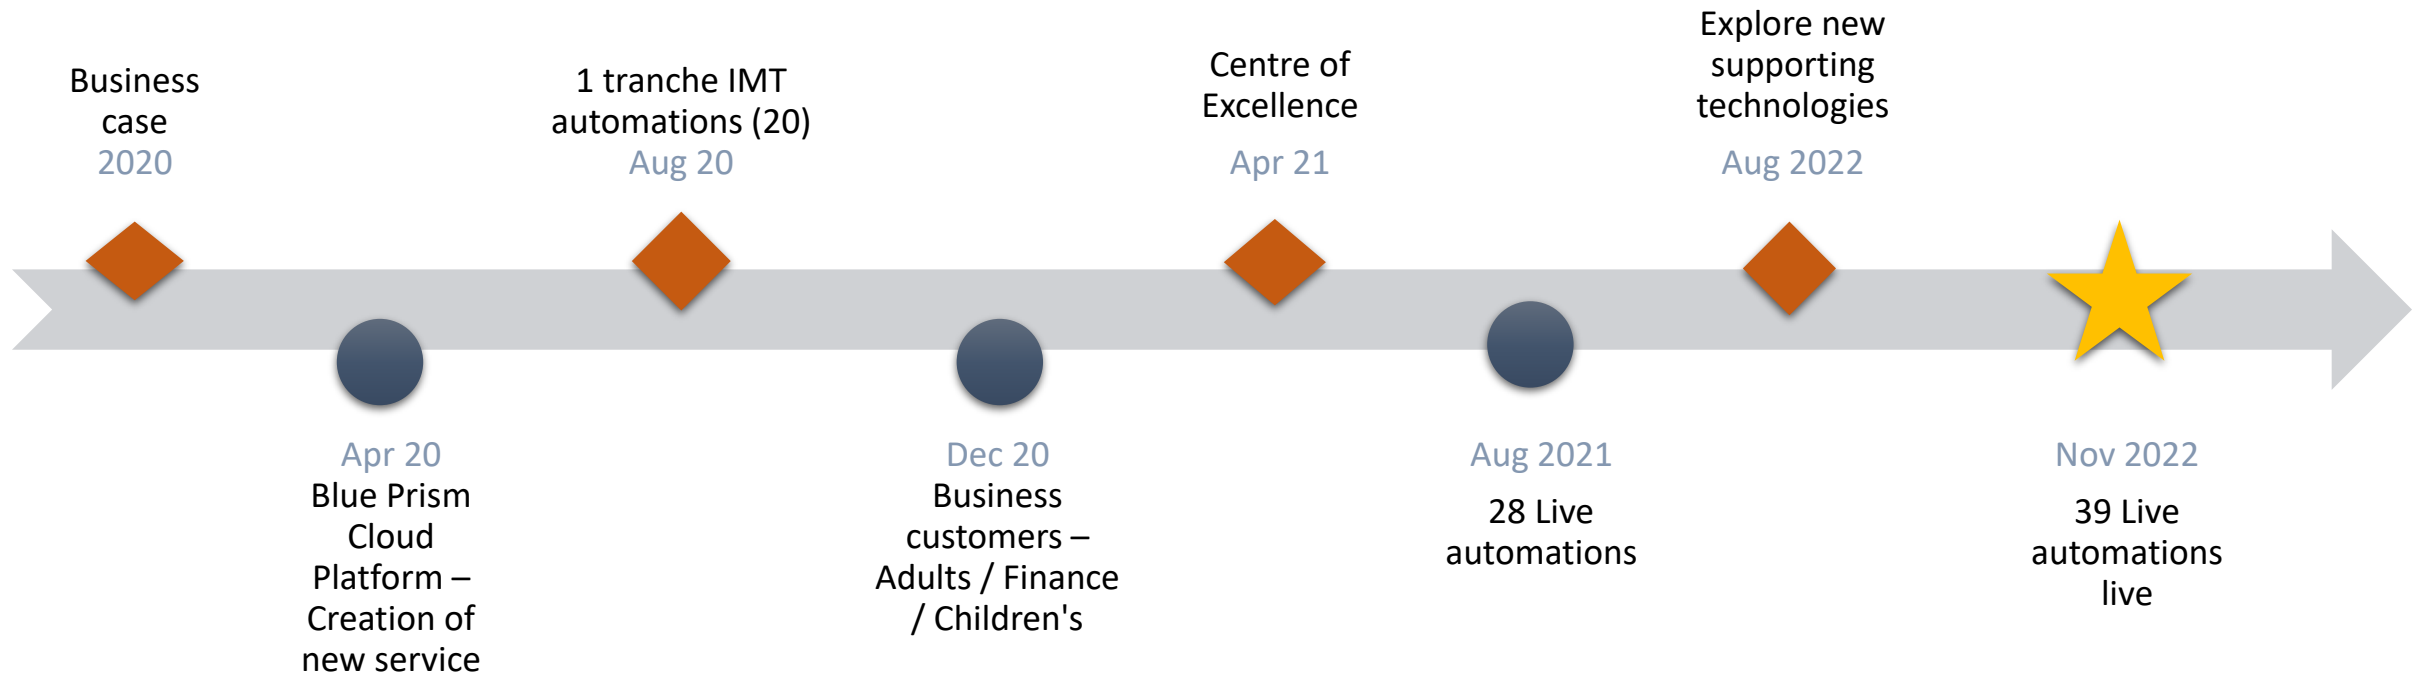 Business
case
2020
Apr 20
Blue Prism
Cloud
Platform –
Creation of
new service
1 tranche IMT
automations (20)
Aug 20
Dec 20
Business
customers –
Adults / Finance
/ Children's
Centre of
Excellence
Apr 21
Aug 2021
28 Live
automations
Explore new
supporting
technologies
Aug 2022
Nov 2022
39 Live
automations
live